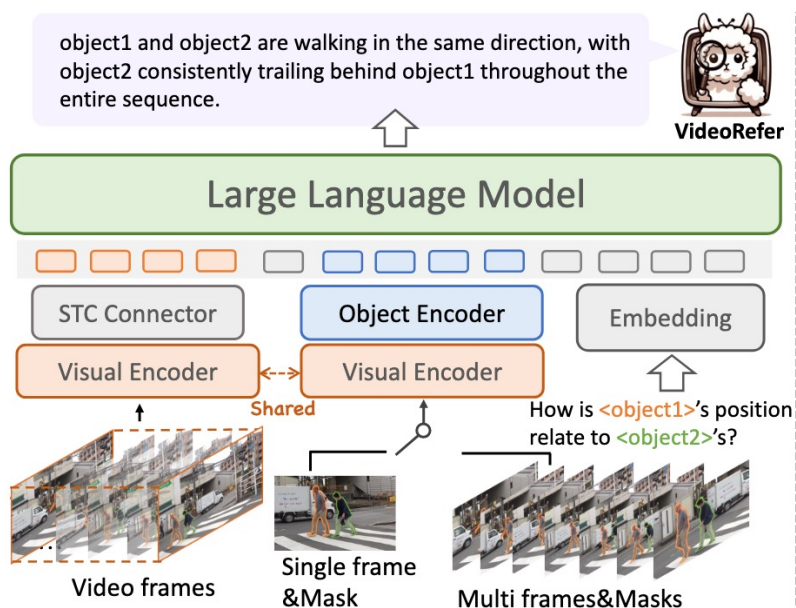 object1 and object2 are walking in the same direction, with
object2 consistently trailing behind object1 throughout the
entire sequence.
VideoRefer
Large Language Model
STC Connector
Object Encoder
Embedding
Visual Encoder
Visual Encoder
Shared
How is <object1>'s position
relate to <object2>'s?
...
Video frames
Single frame
&Mask
Multi frames&Masks